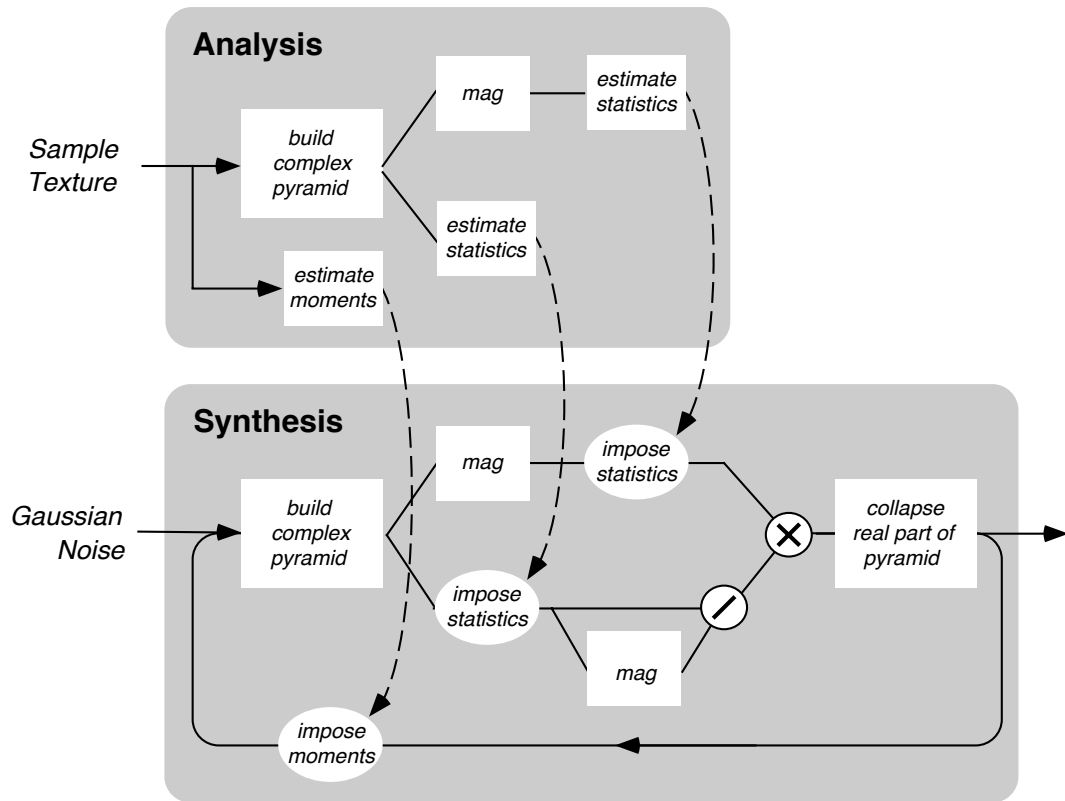 Analysis
mag
estimate
statistics
Sample
Texture
build
complex
pyramid
estimate
statistics
estimate
moments
Synthesis
mag
impose
statistics
Gaussian
Noise
build
complex
pyramid
collapse
real part of
pyramid
impose
statistics
mag
impose
moments